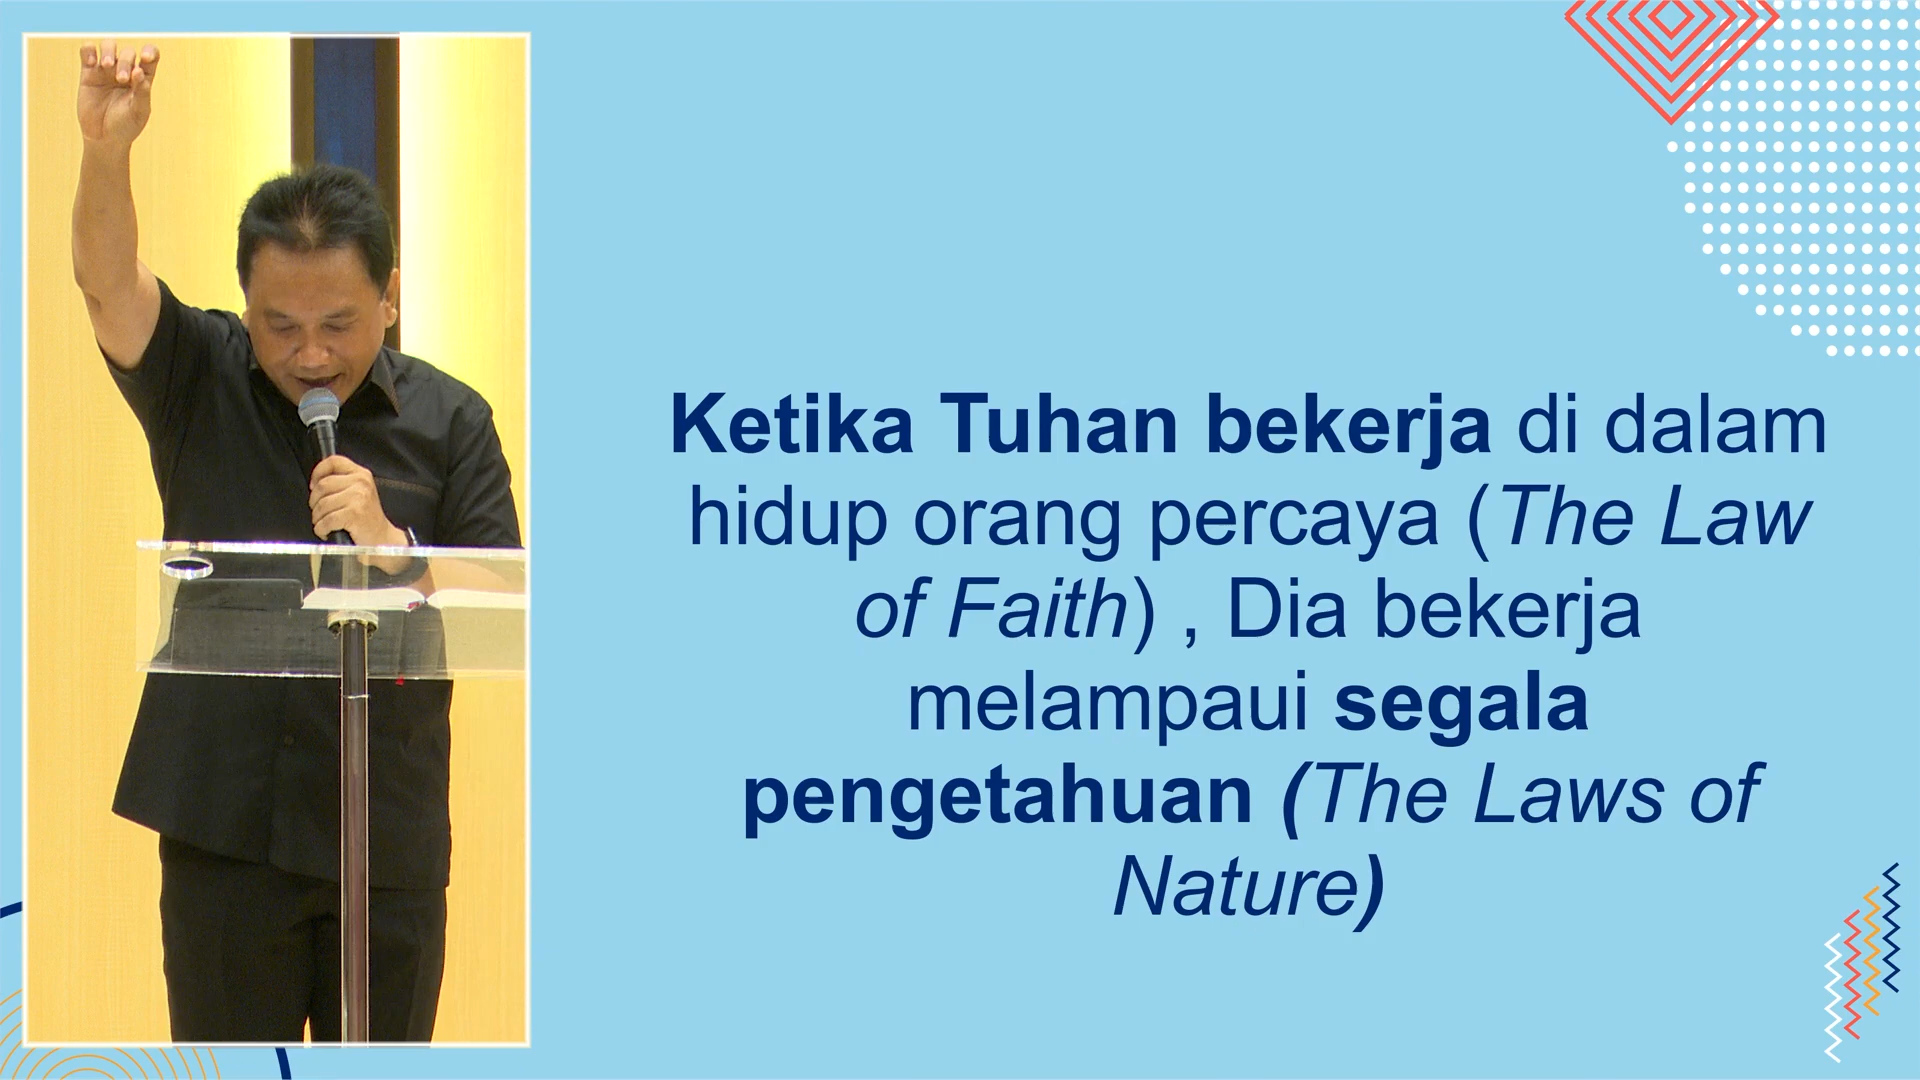 Ketika Tuhan bekerja di dalam
hidup orang percaya (The Law
of Faith) , Dia bekerja
melampaui segala
pengetahuan (The Laws of
Nature)